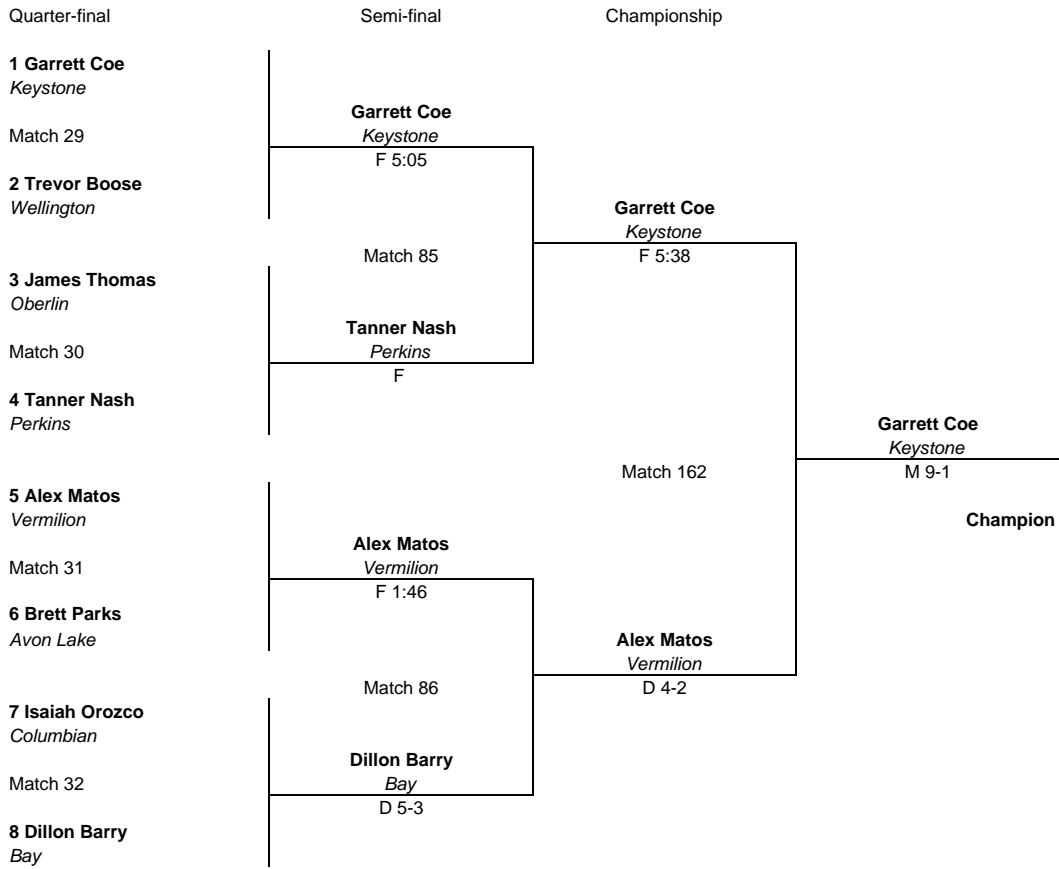 Quarter-final Semi-final Championship
1 Garrett Coe
Keystone
Garrett Coe
Match 29 Keystone
F 5:05
2 Trevor Boose
Wellington Garrett Coe
Keystone
Match 85 F 5:38
3 James Thomas
Oberlin
Tanner Nash
Match 30 Perkins
F
4 Tanner Nash
Perkins Garrett Coe
Keystone
Match 162 M 9-1
5 Alex Matos
Vermilion Champion
Alex Matos
Match 31 Vermilion
F 1:46
6 Brett Parks
Avon Lake Alex Matos
Vermilion
Match 86 D 4-2
7 Isaiah Orozco
Columbian
Dillon Barry
Match 32 Bay
D 5-3
8 Dillon Barry
Bay